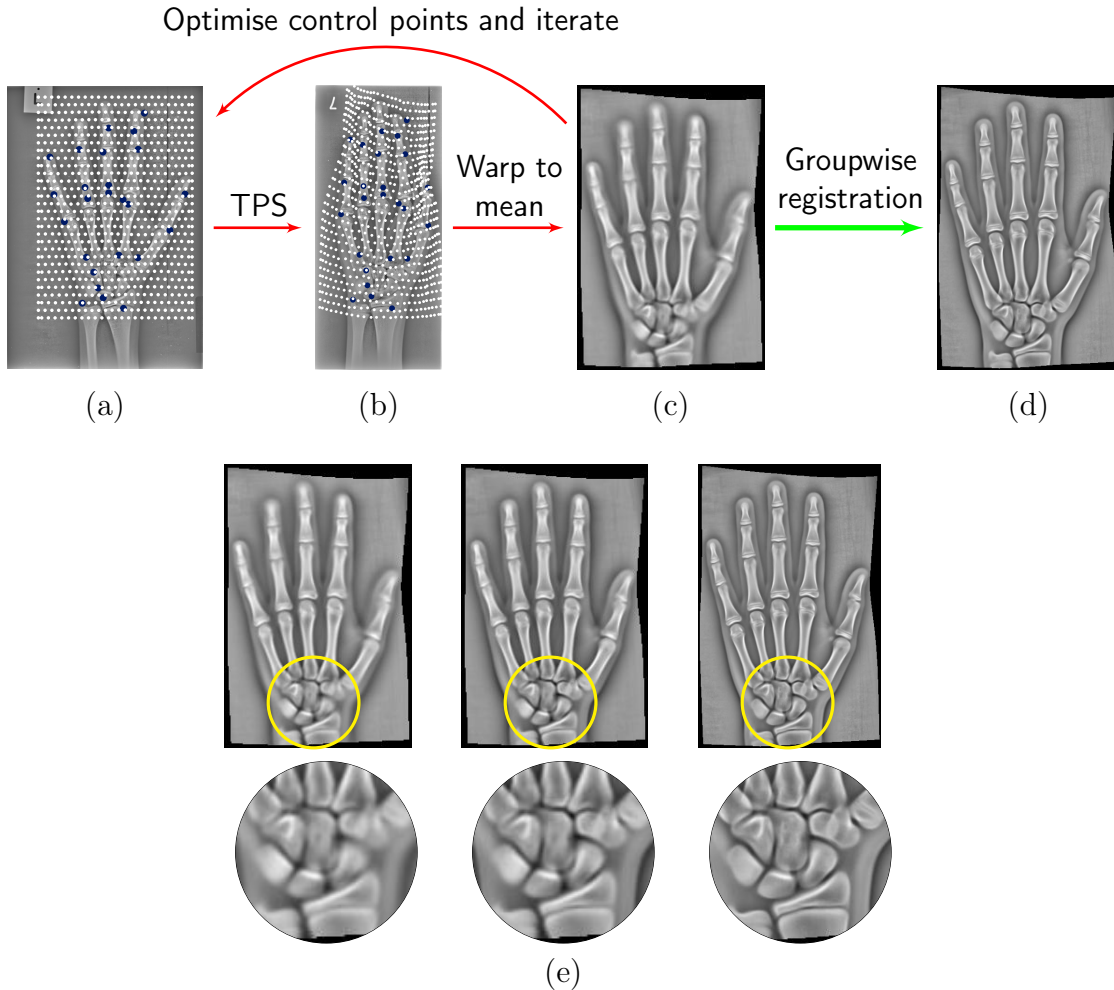 Optimise control points and iterate
TPS
Warp to
mean
Groupwise
registration
(a)
(b)
(c)
(d)
(e)